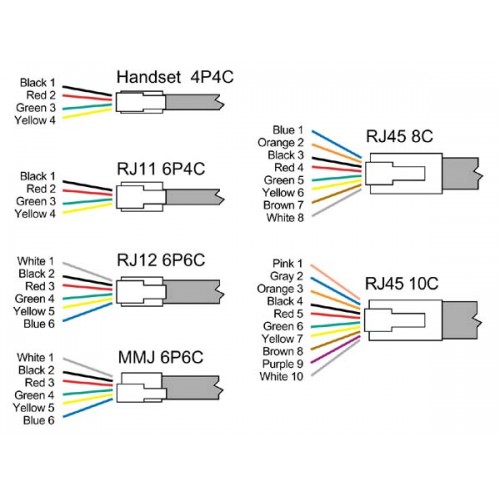 Handset 4P4C
Black 1
Red 2
Green 3
Yellow 4
RJ11 6P4C
Black 1
Red 2
Green 3
Yellow 4
RJ12 6P6C
White 1
Black 2
Red 3
Green 4
Yellow 5
Blue 6
MMJ 6P6C
White 1
Black 2
Red 3
Green 4
Yellow 5
Blue 6
RJ45 8C
Blue 1
Orange 2
Black 3
Red 4
Green 5
Yellow 6
Brown 7
White 8
RJ45 10C
Pink 1
Gray 2
Orange 3
Black 4
Red 5
Green 6
Yellow 7
Brown 8
Purple 9
White 10